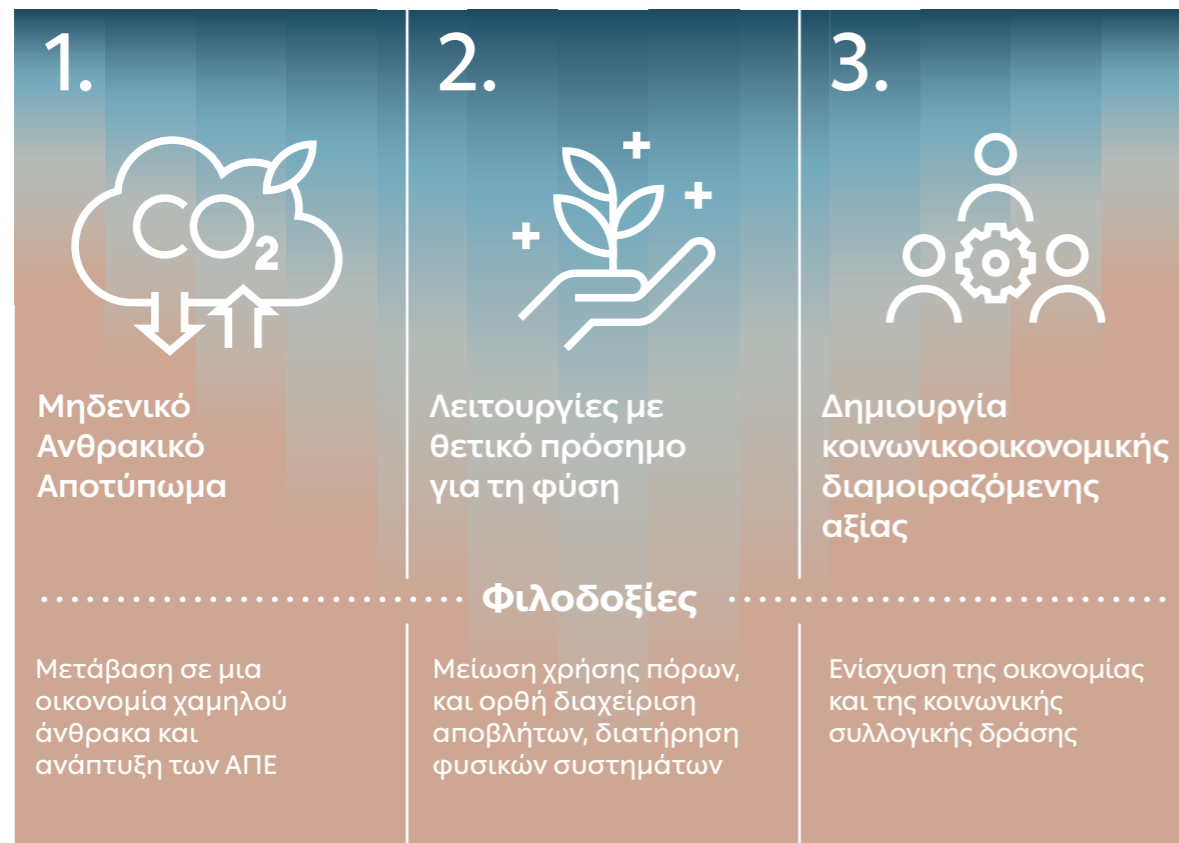 1.
CO2
Μηδενικό
Ανθρακικό
Αποτύπωμα
2.
Λειτουργίες με
θετικό πρόσημο
για τη φύση
3.
Δημιουργία
κοινωνικοοικονομικής
διαμοιραζόμενης
αξίας
Φιλοδοξίες
Μετάβαση σε μια
οικονομία χαμηλού
άνθρακα και
ανάπτυξη των ΑΠΕ
Μείωση χρήσης πόρων,
και ορθή διαχείριση
αποβλήτων, διατήρηση
φυσικών συστημάτων
Ενίσχυση της οικονομίας
και της κοινωνικής
συλλογικής δράσης